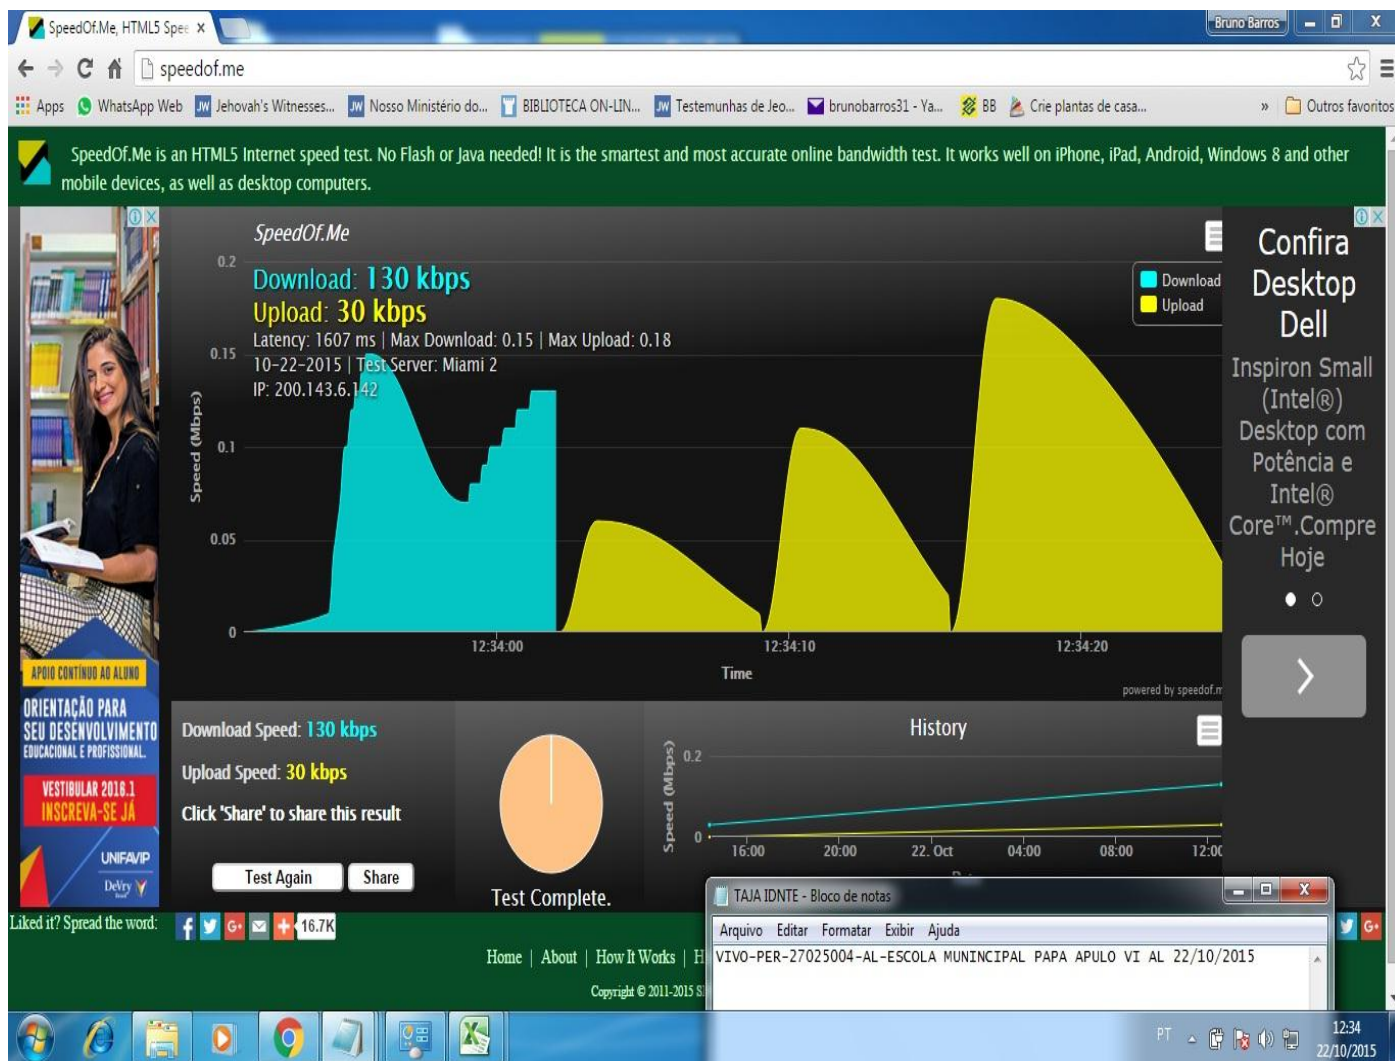 SpeedOf.Me, HTML5 Spee
Bruno Barros
speedof.me
Apps WhatsApp Web Jehovah's Witnesses... Nosso Ministério do... BIBLIOTECA ON-LIN... Testemunhas de Jeo... brunobarros31 - Ya... BB Crie plantas de casa... » Outros favoritos
SpeedOf.Me is an HTML5 Internet speed test. No Flash or Java needed! It is the smartest and most accurate online bandwidth test. It works well on iPhone, iPad, Android, Windows 8 and other
mobile devices, as well as desktop computers.
SpeedOf.Me
Download: 130 kbps
Upload: 30 kbps
Latency: 1607 ms | Max Download: 0.15 | Max Upload: 0.18
10-22-2015 | Test Server: Miami 2
IP: 200.143.6.142
Download
Upload
Speed (Mbps)
0.2
0.15
0.1
0.05
0
12:34:00 12:34:10 12:34:20
Time
powered by speedof.m
Confira
Desktop
Dell
Inspiron Small
(Intel®)
Desktop com
Potência e
Intel®
Core™.Compre
Hoje
APOIO CONTÍNUO AO ALUNO
ORIENTAÇÃO PARA
SEU DESENVOLVIMENTO
EDUCACIONAL E PROFISSIONAL.
VESTIBULAR 2016.1
INSCREVA-SE JÁ
UNIFAVIP
DeVry
Download Speed: 130 kbps
Upload Speed: 30 kbps
Click 'Share' to share this result
Test Again Share
Test Complete.
History
Speed (Mbps)
0.2
0
16:00 20:00 22. Oct 04:00 08:00 12:00
Liked it? Spread the word: 16.7K
Home | About | How It Works | H
Copyright © 2011-2015
TAJA IDNTE - Bloco de notas
Arquivo Editar Formatar Exibir Ajuda
VIVO-PER-27025004-AL-ESCOLA MUNINCIPAL PAPA APULO VI AL 22/10/2015
PT
12:34
22/10/2015